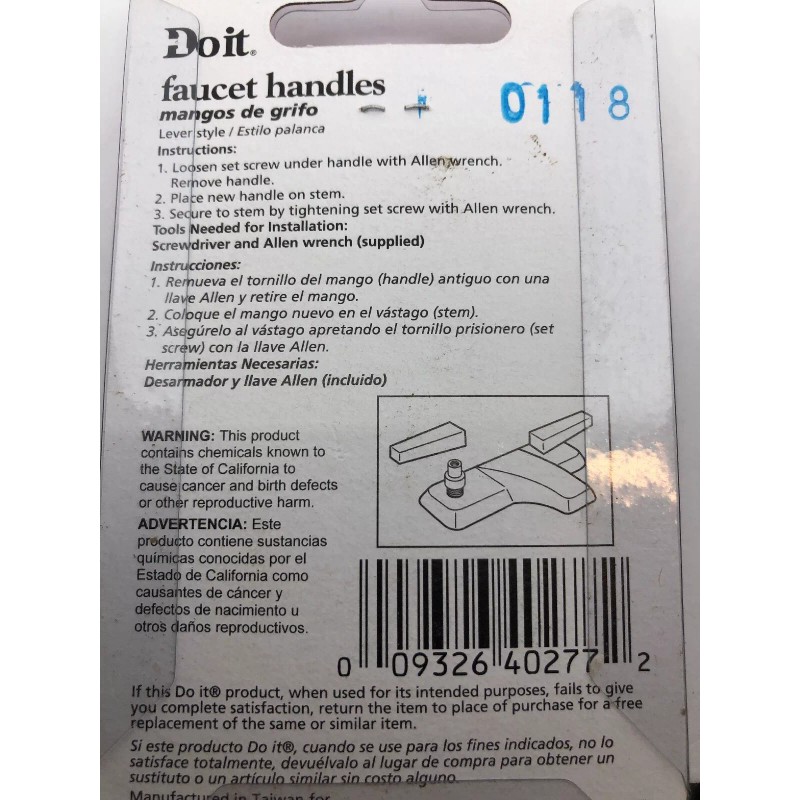 Do it®
faucet handles
mangos de grifo
0118
Lever style / Estilo palanca
Instructions:
1. Loosen set screw under handle with Allen wrench.
Remove handle.
2. Place new handle on stem.
3. Secure to stem by tightening set screw with Allen wrench.
Tools Needed for Installation:
Screwdriver and Allen wrench (supplied)
Instrucciones:
1. Remueva el tornillo del mango (handle) antiguo con una
llave Allen y retire el mango.
2. Coloque el mango nuevo en el vástago (stem).
3. Asegúrelo al vástago apretando el tornillo prisionero (set
screw) con la llave Allen.
Herramientas Necesarias:
Desarmador y llave Allen (incluido)
WARNING: This product
contains chemicals known to
the State of California to
cause cancer and birth defects
or other reproductive harm.
ADVERTENCIA: Este
producto contiene sustancias
químicas conocidas por el
Estado de California como
causantes de cáncer y
defectos de nacimiento u
otros daños reproductivos.
0 09326 40277 2
If this Do it® product, when used for its intended purposes, fails to give
you complete satisfaction, return the item to place of purchase for a free
replacement of the same or similar item.
Si este producto Do it®, cuando se use para los fines indicados, no lo
satisface totalmente, devuélvalo al lugar de compra para obtener un
sustituto o un artículo similar sin costo alguno.
Manufactured in Taiwan for